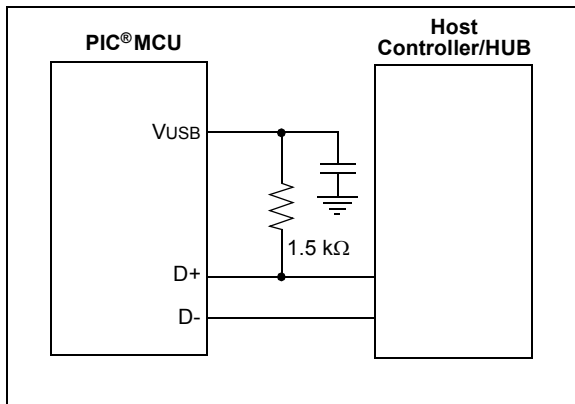 PIC® MCU
Host
Controller/HUB
VUSB
1.5 kΩ
D+
D-